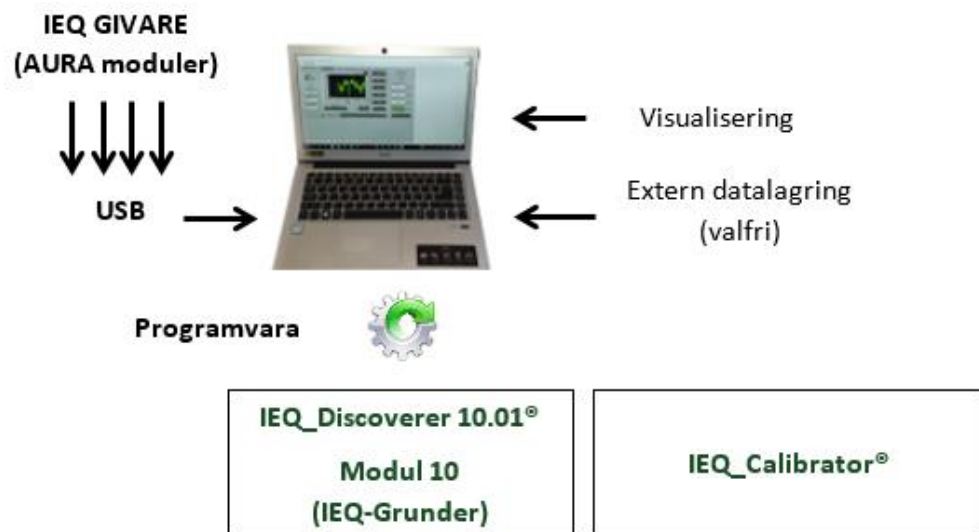 IEQ GIVARE
(AURA moduler)
USB
Visualisering
Extern datalagring
(valfri)
Programvara
IEQ_Discoverer 10.01®
Modul 10
(IEQ-Grunder)
IEQ_Calibrator®